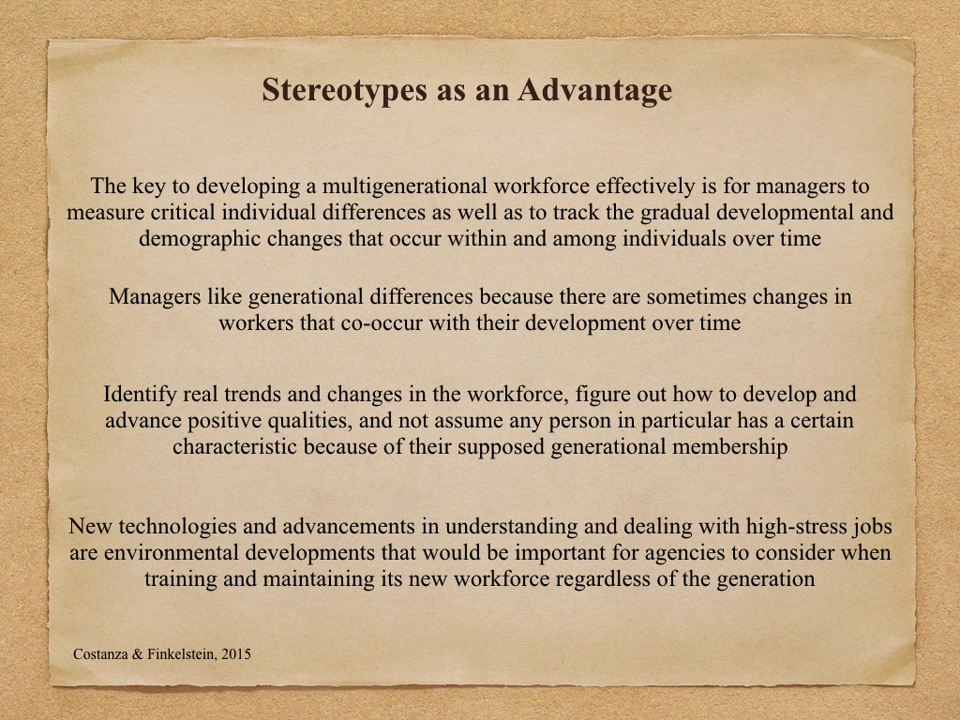 Stereotypes as an Advantage
The key to developing a multigenerational workforce effectively is for managers to
measure critical individual differences as well as to track the gradual developmental and
demographic changes that occur within and among individuals over time
Managers like generational differences because there are sometimes changes in
workers that co-occur with their development over time
Identify real trends and changes in the workforce, figure out how to develop and
advance positive qualities, and not assume any person in particular has a certain
characteristic because of their supposed generational membership
New technologies and advancements in understanding and dealing with high-stress jobs
are environmental developments that would be important for agencies to consider when
training and maintaining its new workforce regardless of the generation
Costanza & Finkelstein, 2015